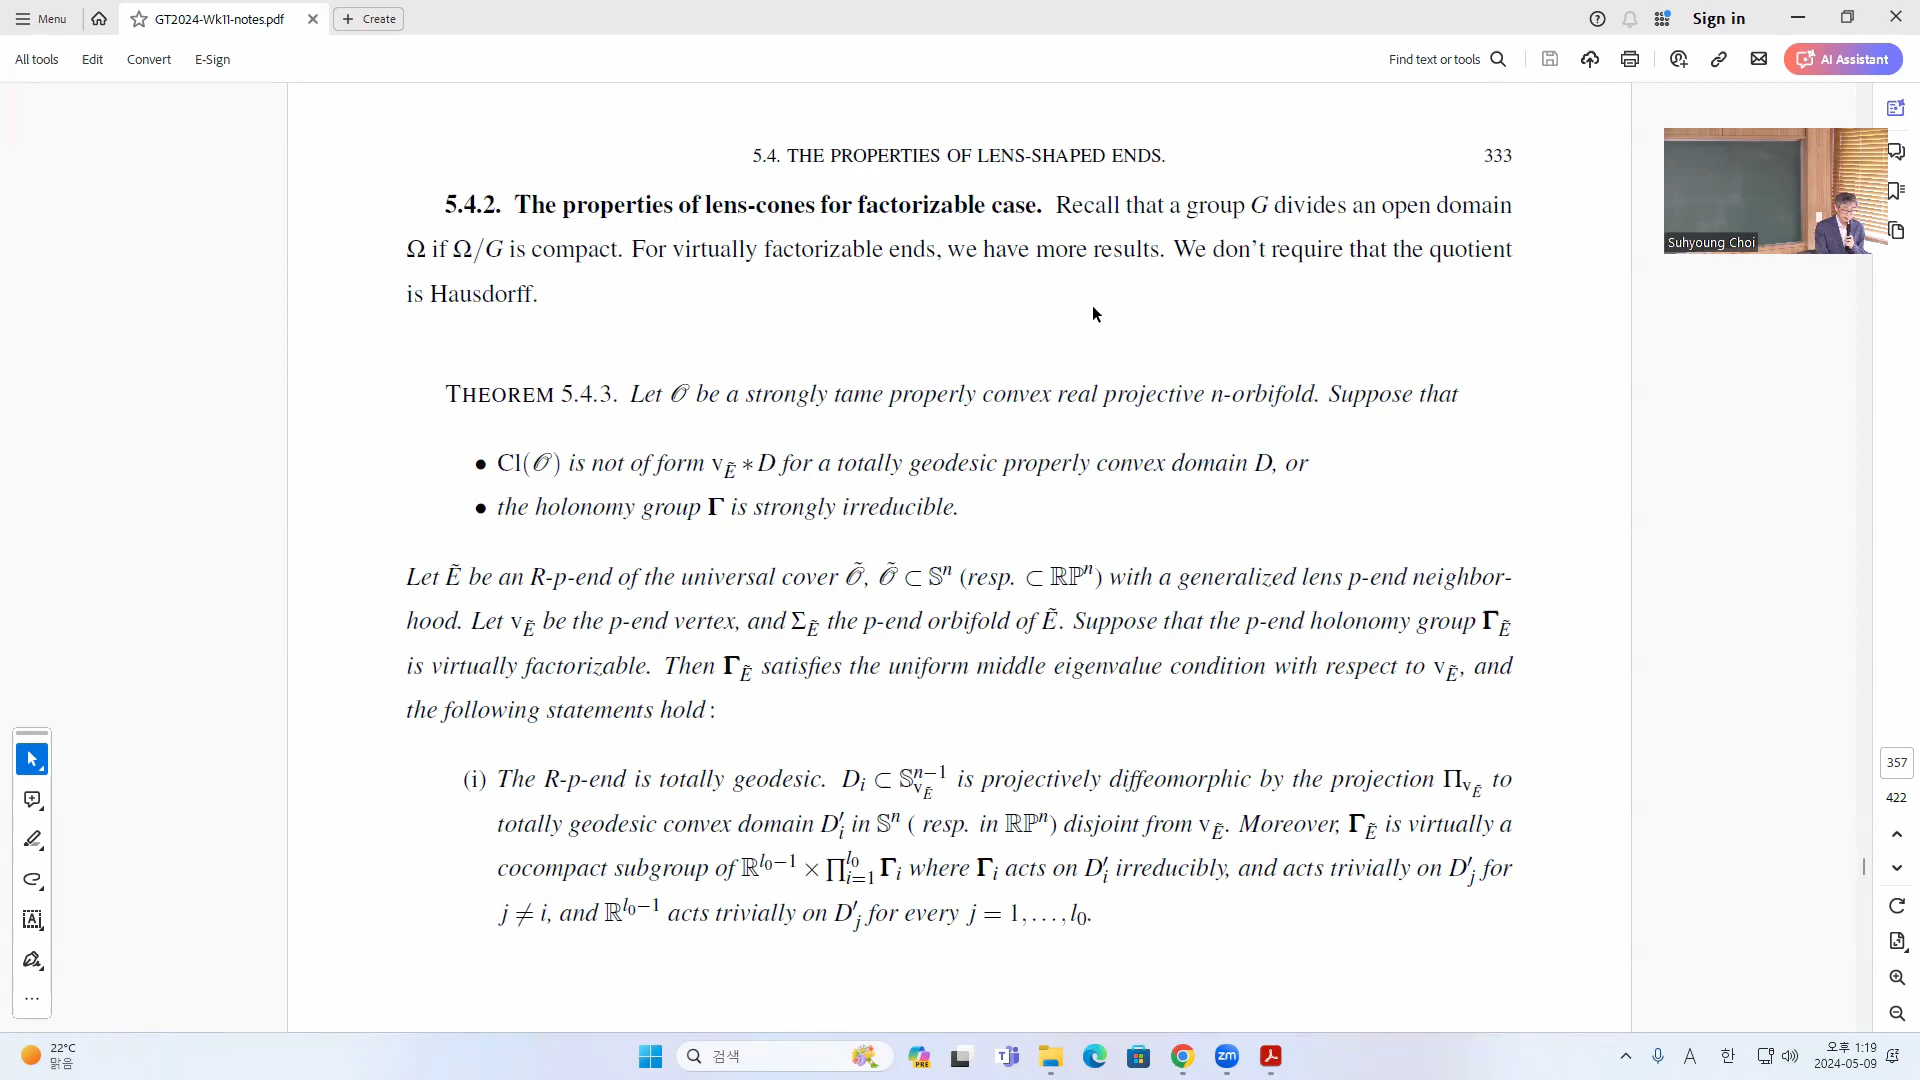 Menu
GT2024-Wk11-notes.pdf
Create
Sign in
All tools Edit Convert E-Sign
Find text or tools
AI Assistant
5.4. THE PROPERTIES OF LENS-SHAPED ENDS. 333
5.4.2. The properties of lens-cones for factorizable case. Recall that a group G divides an open domain
Ω if Ω/G is compact. For virtually factorizable ends, we have more results. We don't require that the quotient
is Hausdorff.
Suhyoung Choi
THEOREM 5.4.3. Let 𝒪 be a strongly tame properly convex real projective n-orbifold. Suppose that
• Cl(𝒪) is not of form v_Ẽ ∗ D for a totally geodesic properly convex domain D, or
• the holonomy group Γ is strongly irreducible.
Let Ẽ be an R-p-end of the universal cover 𝒪̃, 𝒪̃ ⊂ 𝕊ⁿ (resp. ⊂ ℝℙⁿ) with a generalized lens p-end neighbor-
hood. Let v_Ẽ be the p-end vertex, and Σ_Ẽ the p-end orbifold of Ẽ. Suppose that the p-end holonomy group Γ_Ẽ
is virtually factorizable. Then Γ_Ẽ satisfies the uniform middle eigenvalue condition with respect to v_Ẽ, and
the following statements hold:
(i) The R-p-end is totally geodesic. D_i ⊂ 𝕊^{n−1}_{v_Ẽ} is projectively diffeomorphic by the projection Π_{v_Ẽ} to
totally geodesic convex domain D′_i in 𝕊ⁿ ( resp. in ℝℙⁿ) disjoint from v_Ẽ. Moreover, Γ_Ẽ is virtually a
cocompact subgroup of ℝ^{l_0−1} × ∏_{i=1}^{l_0} Γ_i where Γ_i acts on D′_i irreducibly, and acts trivially on D′_j for
j ≠ i, and ℝ^{l_0−1} acts trivially on D′_j for every j = 1,…,l_0.
357
422
22°C
맑음
검색
PRE
zm
A
한
오후 1:19
2024-05-09